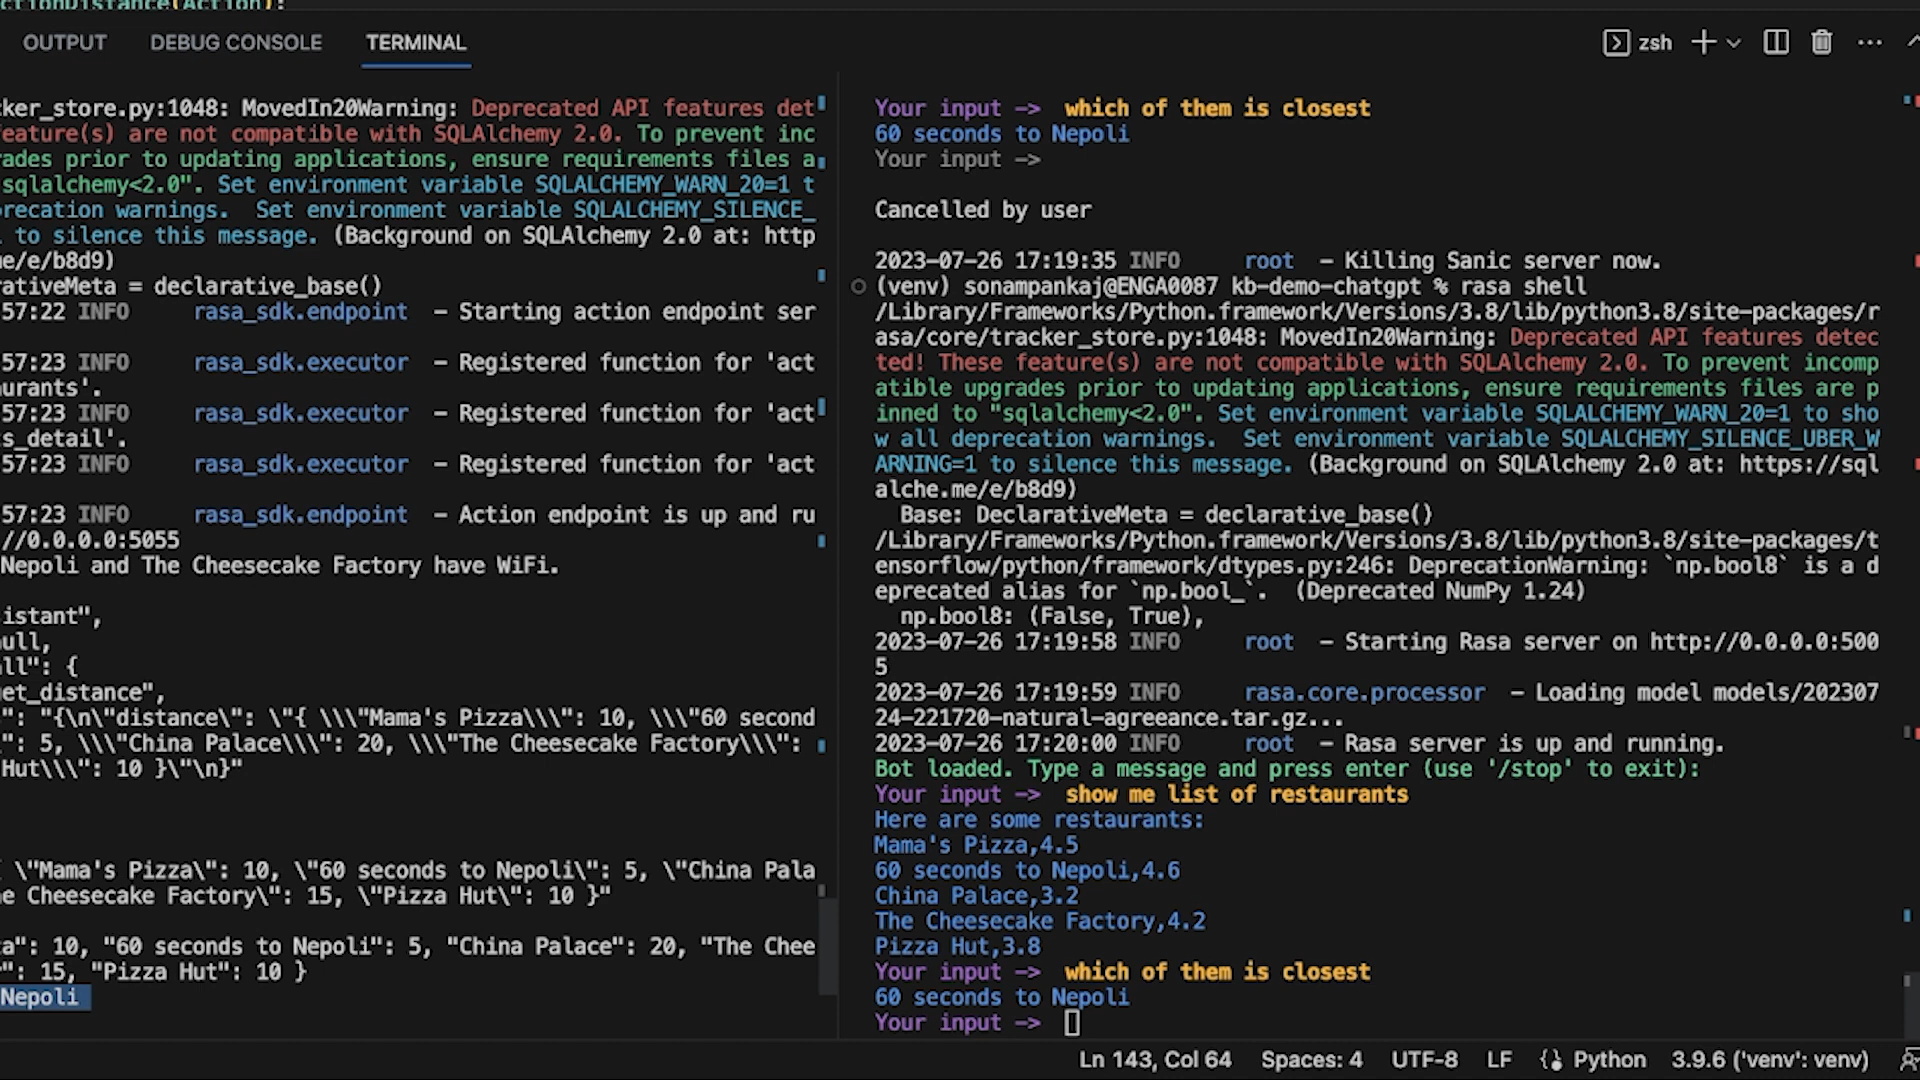 ctionDistance(Action):
OUTPUT DEBUG CONSOLE TERMINAL zsh
ker_store.py:1048: MovedIn20Warning: Deprecated API features det
feature(s) are not compatible with SQLAlchemy 2.0. To prevent inc
rades prior to updating applications, ensure requirements files a
sqlalchemy<2.0". Set environment variable SQLALCHEMY_WARN_20=1 t
recation warnings.  Set environment variable SQLALCHEMY_SILENCE_
to silence this message. (Background on SQLAlchemy 2.0 at: http
me/e/b8d9)
rativeMeta = declarative_base()
57:22 INFO     rasa_sdk.endpoint  - Starting action endpoint ser
57:23 INFO     rasa_sdk.executor  - Registered function for 'act
urants'.
57:23 INFO     rasa_sdk.executor  - Registered function for 'act
s_detail'.
57:23 INFO     rasa_sdk.executor  - Registered function for 'act
57:23 INFO     rasa_sdk.endpoint  - Action endpoint is up and ru
//0.0.0.0:5055
Nepoli and The Cheesecake Factory have WiFi.
istant",
ull,
ll": {
et_distance",
": "{\n\"distance\": \"{ \\\"Mama's Pizza\\\": 10, \\\"60 second
": 5, \\\"China Palace\\\": 20, \\\"The Cheesecake Factory\\\":
Hut\\\": 10 }\"\n}"
\"Mama's Pizza\": 10, \"60 seconds to Nepoli\": 5, \"China Pala
e Cheesecake Factory\": 15, \"Pizza Hut\": 10 }"
za": 10, "60 seconds to Nepoli": 5, "China Palace": 20, "The Chee
": 15, "Pizza Hut": 10 }
Nepoli
Your input ->  which of them is closest
60 seconds to Nepoli
Your input ->
Cancelled by user
2023-07-26 17:19:35 INFO     root  - Killing Sanic server now.
(venv) sonampankaj@ENGA0087 kb-demo-chatgpt % rasa shell
/Library/Frameworks/Python.framework/Versions/3.8/lib/python3.8/site-packages/r
asa/core/tracker_store.py:1048: MovedIn20Warning: Deprecated API features detec
ted! These feature(s) are not compatible with SQLAlchemy 2.0. To prevent incomp
atible upgrades prior to updating applications, ensure requirements files are p
inned to "sqlalchemy<2.0". Set environment variable SQLALCHEMY_WARN_20=1 to sho
w all deprecation warnings.  Set environment variable SQLALCHEMY_SILENCE_UBER_W
ARNING=1 to silence this message. (Background on SQLAlchemy 2.0 at: https://sql
alche.me/e/b8d9)
Base: DeclarativeMeta = declarative_base()
/Library/Frameworks/Python.framework/Versions/3.8/lib/python3.8/site-packages/t
ensorflow/python/framework/dtypes.py:246: DeprecationWarning: `np.bool8` is a d
eprecated alias for `np.bool_`.  (Deprecated NumPy 1.24)
np.bool8: (False, True),
2023-07-26 17:19:58 INFO     root  - Starting Rasa server on http://0.0.0.0:500
5
2023-07-26 17:19:59 INFO     rasa.core.processor  - Loading model models/202307
24-221720-natural-agreeance.tar.gz...
2023-07-26 17:20:00 INFO     root  - Rasa server is up and running.
Bot loaded. Type a message and press enter (use '/stop' to exit):
Your input ->  show me list of restaurants
Here are some restaurants:
Mama's Pizza,4.5
60 seconds to Nepoli,4.6
China Palace,3.2
The Cheesecake Factory,4.2
Pizza Hut,3.8
Your input ->  which of them is closest
60 seconds to Nepoli
Your input ->
Ln 143, Col 64 Spaces: 4 UTF-8 LF Python 3.9.6 ('venv': venv)